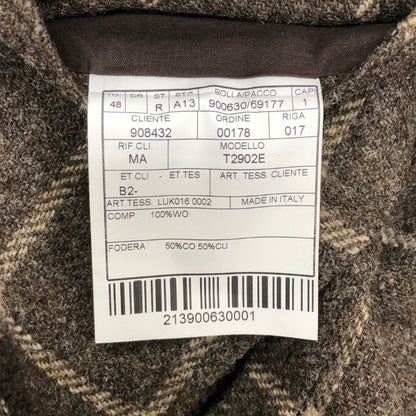 TG. DR. ST STG BOLLA/PACCO CAP
48 R A13 900630/69177 1
CLIENTE ORDINE RIGA
908432 00178 017
RIF.CLI. MODELLO
MA T2902E
ET.CLI - ET TES ART. TESS. CLIENTE
B2-
ART.TESS. LUK016 0002 MADE IN ITALY
COMP. 100%WO
FODERA 50%CO 50%CU
213900630001